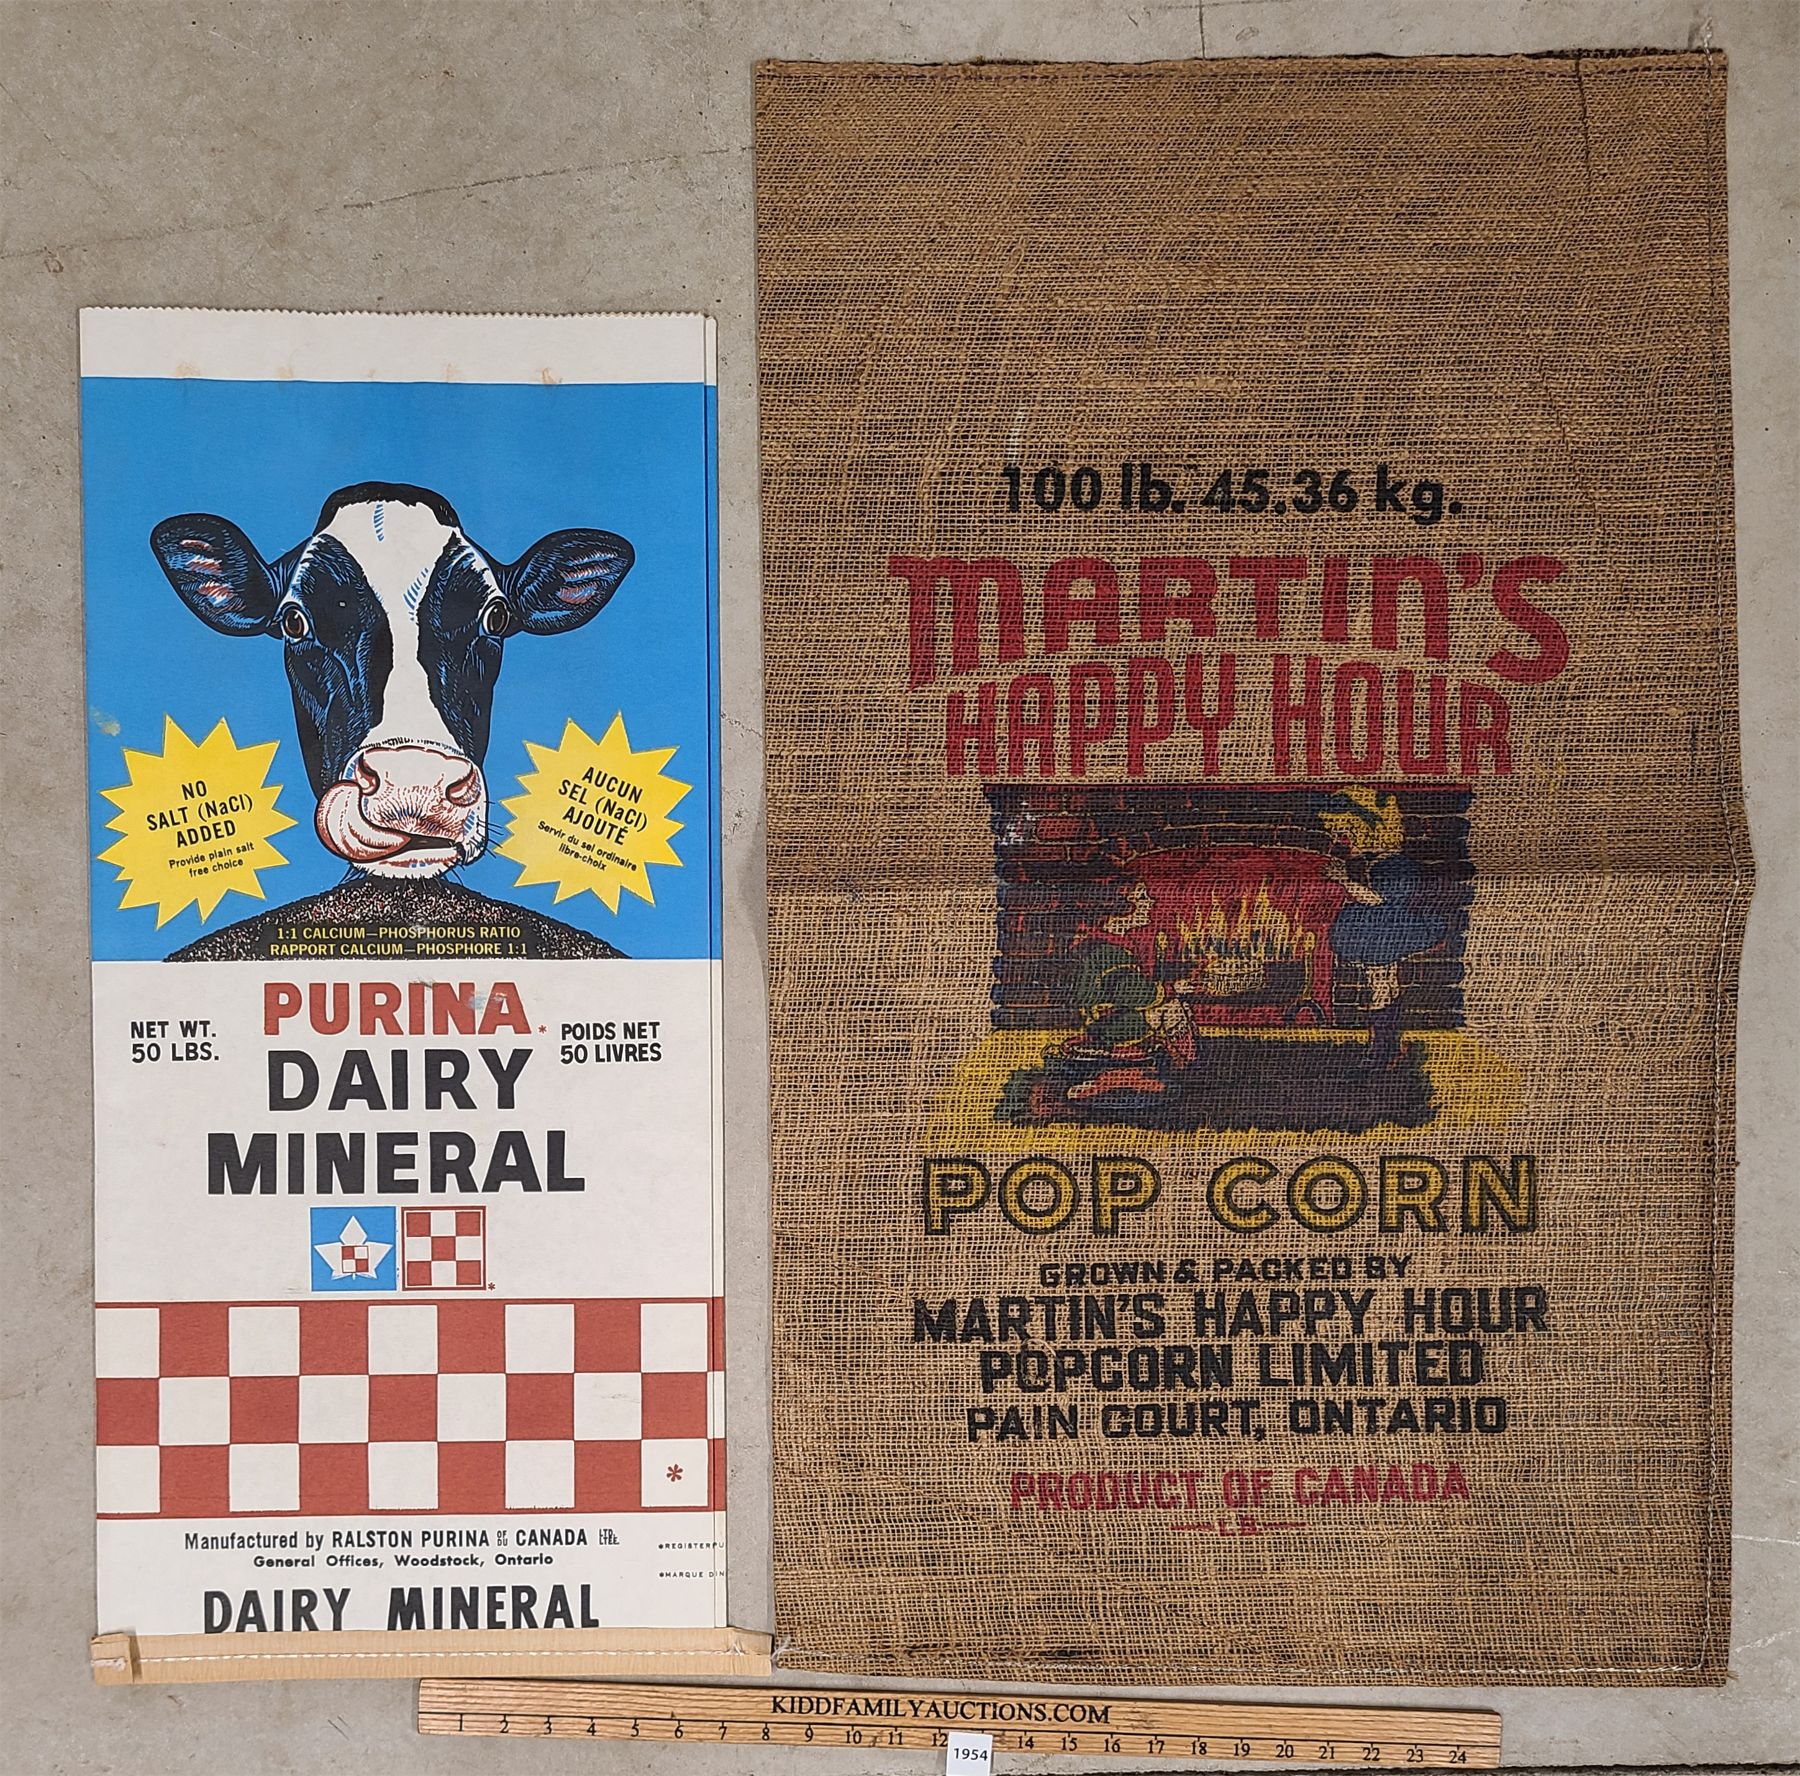 NO
SALT (NaCl)
ADDED
Provide plain salt
free choice
AUCUN
SEL (NaCl)
AJOUTÉ
Servir du sel ordinaire
libre-choix
1:1 CALCIUM—PHOSPHORUS RATIO
RAPPORT CALCIUM—PHOSPHORE 1:1
PURINA*
NET WT.
50 LBS.
POIDS NET
50 LIVRES
DAIRY
MINERAL
*
*
Manufactured by RALSTON PURINA OF DU CANADA LTD. LTÉE.
General Offices, Woodstock, Ontario
DAIRY MINERAL
100 lb. 45.36 kg.
MARTIN'S
HAPPY HOUR
POP CORN
GROWN & PACKED BY
MARTIN'S HAPPY HOUR
POPCORN LIMITED
PAIN COURT, ONTARIO
PRODUCT OF CANADA
—LB—
KIDDFAMILYAUCTIONS.COM
1 2 3 4 5 6 7 8 9 10 11 12 14 15 16 17 18 19 20 21 22 23 24
1954